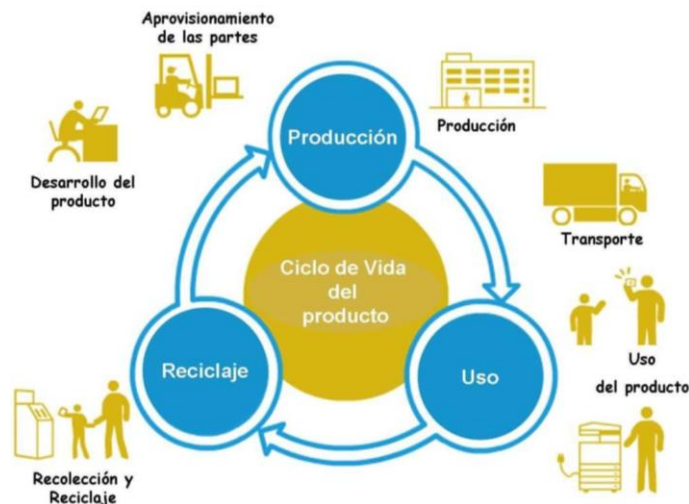 Aprovisionamiento
de las partes
Producción
Producción
Desarrollo del
producto
Transporte
Ciclo de Vida
del
producto
Reciclaje
Uso
Uso
del producto
Recolección y
Reciclaje